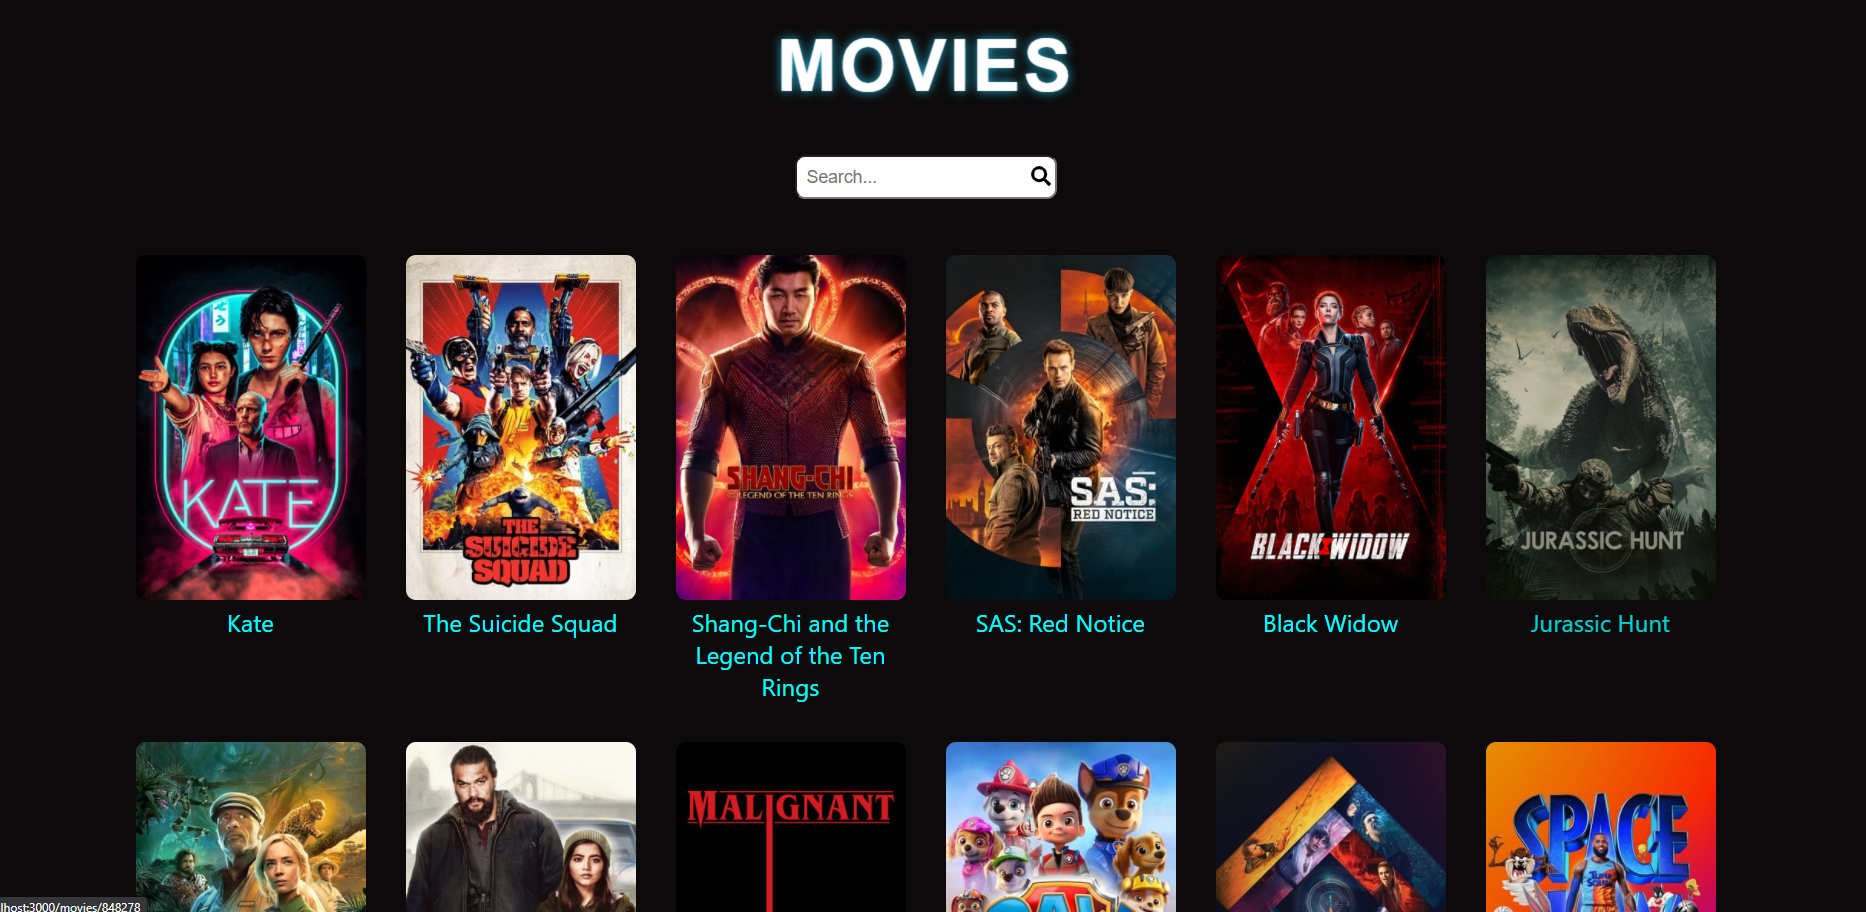 MOVIES
Search...
KATE
THE
SUICIDE
SQUAD
SHANG-CHI
LEGEND OF THE TEN RINGS
SAS:
RED NOTICE
BLACK WIDOW
JURASSIC HUNT
Kate
The Suicide Squad
Shang-Chi and the
Legend of the Ten
Rings
SAS: Red Notice
Black Widow
Jurassic Hunt
MALIGNANT
SPACE
TUNE
SQUAD
lhost:3000/movies/848278